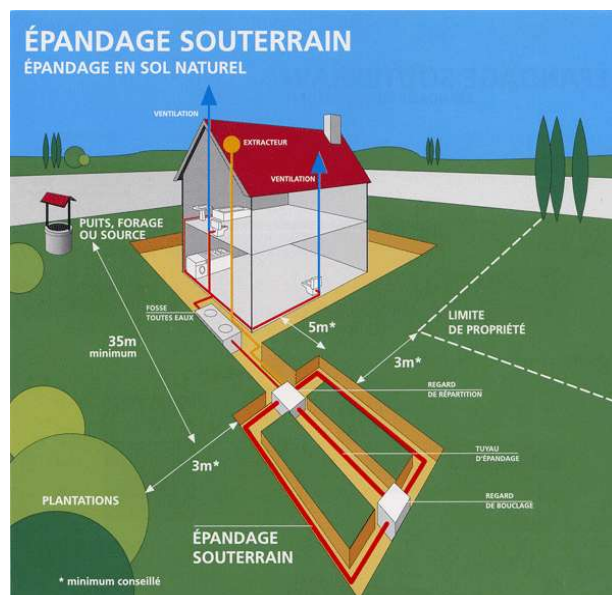 ÉPANDAGE SOUTERRAIN
ÉPANDAGE EN SOL NATUREL
VENTILATION
EXTRACTEUR
VENTILATION
PUITS, FORAGE
OU SOURCE
FOSSE
TOUTES EAUX
35m
minimum
5m*
LIMITE
DE PROPRIÉTÉ
3m*
REGARD
DE RÉPARTITION
3m*
TUYAU
D'ÉPANDAGE
PLANTATIONS
REGARD
DE BOUCLAGE
ÉPANDAGE
SOUTERRAIN
* minimum conseillé